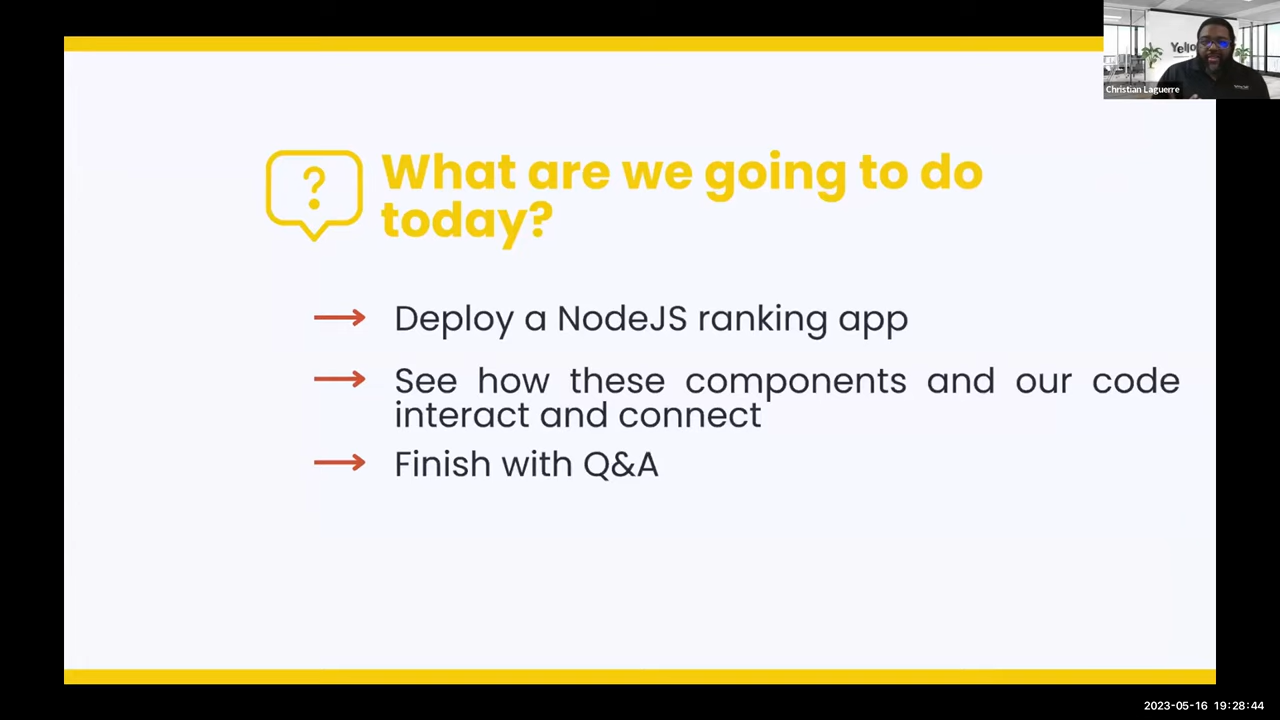 Yello
Christian Laguerre
?
What are we going to do
today?
Deploy a NodeJS ranking app
See how these components and our code
interact and connect
Finish with Q&A
2023-05-16 19:28:44